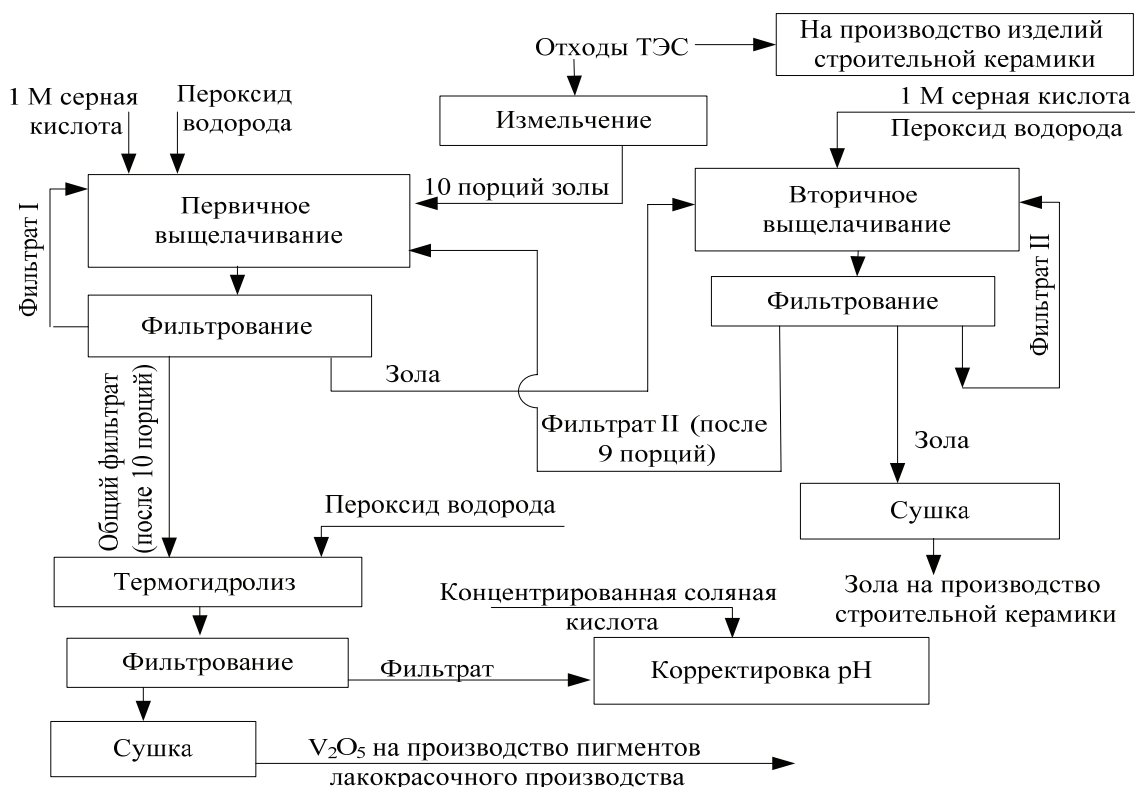 Отходы ТЭС
На производство изделий
строительной керамики
1 М серная
кислота
Пероксид
водорода
Измельчение
1 М серная кислота
Пероксид водорода
10 порций золы
Первичное
выщелачивание
Вторичное
выщелачивание
Фильтрат I
Фильтрат II
Фильтрование
Фильтрование
Зола
Общий фильтрат
(после 10 порций)
Фильтрат II (после
9 порций)
Зола
Пероксид водорода
Сушка
Термогидролиз
Зола на производство
строительной керамики
Концентрированная соляная
кислота
Фильтрование
Фильтрат
Корректировка pH
Сушка
V₂O₅ на производство пигментов
лакокрасочного производства